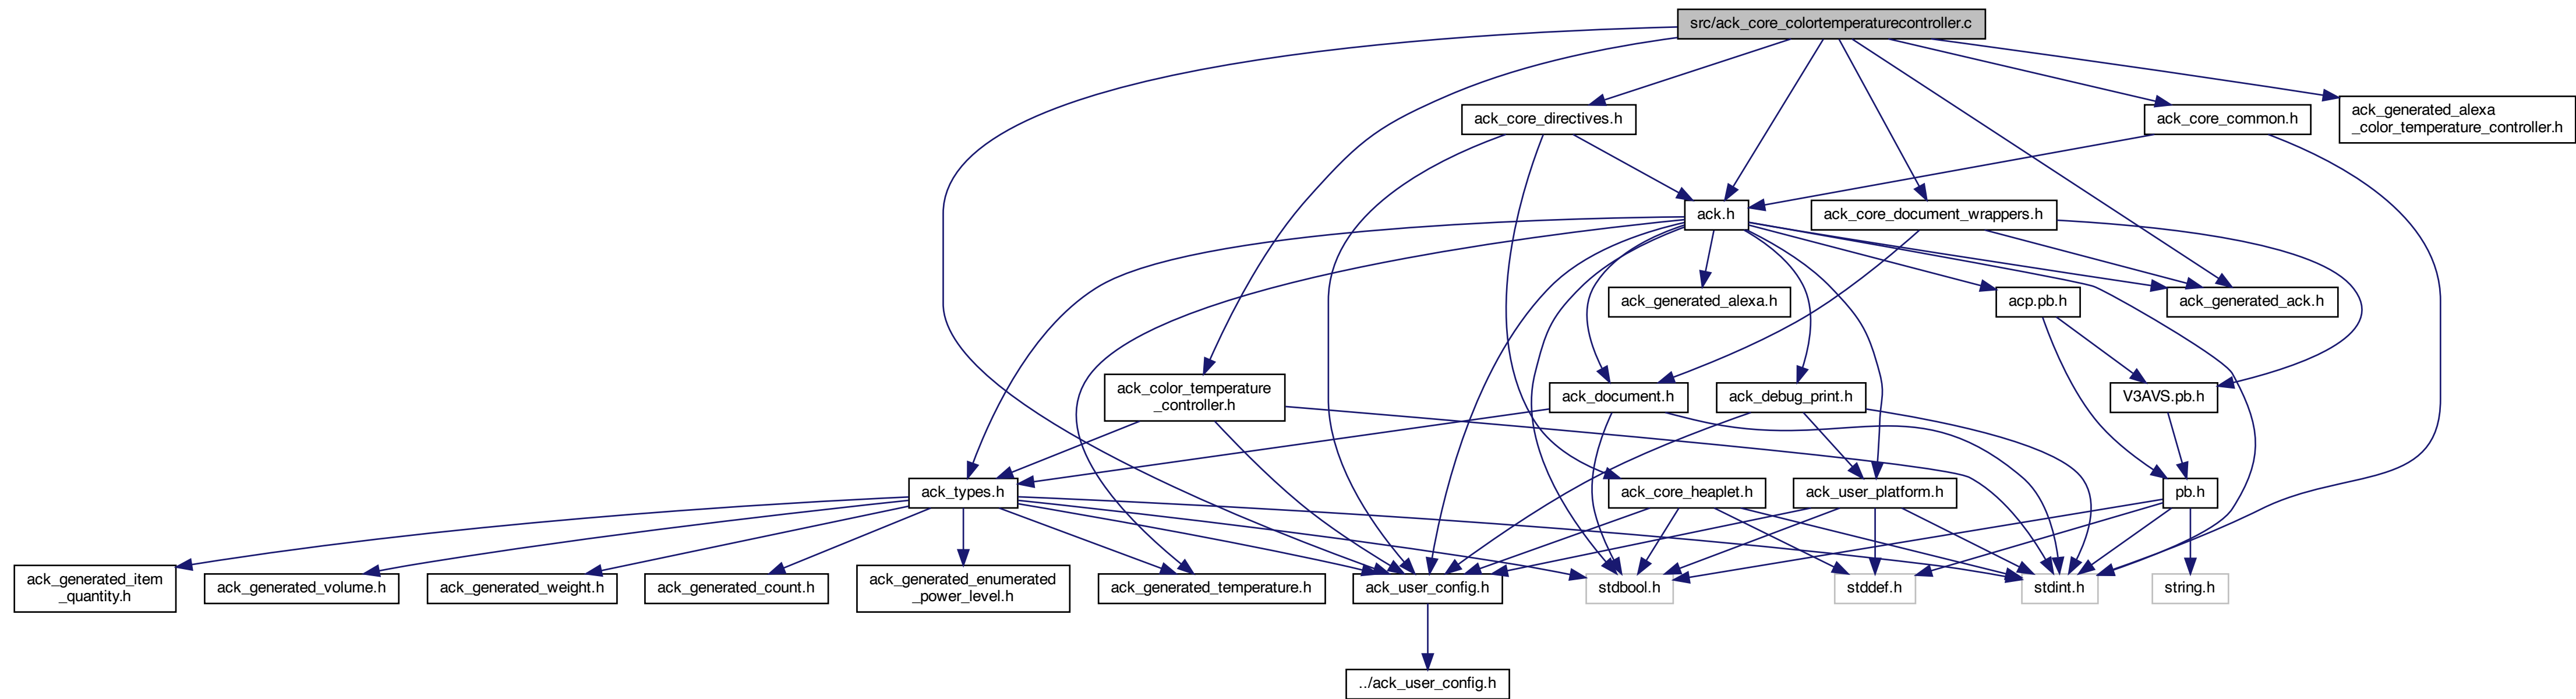 src/ack_core_colortemperaturecontroller.c
ack_core_directives.h
ack_core_common.h
ack_generated_alexa
_color_temperature_controller.h
ack.h
ack_core_document_wrappers.h
ack_generated_alexa.h
acp.pb.h
ack_generated_ack.h
ack_color_temperature
_controller.h
ack_document.h
ack_debug_print.h
V3AVS.pb.h
ack_types.h
ack_core_heaplet.h
ack_user_platform.h
pb.h
ack_generated_item
_quantity.h
ack_generated_volume.h
ack_generated_weight.h
ack_generated_count.h
ack_generated_enumerated
_power_level.h
ack_generated_temperature.h
ack_user_config.h
stdbool.h
stddef.h
stdint.h
string.h
../ack_user_config.h